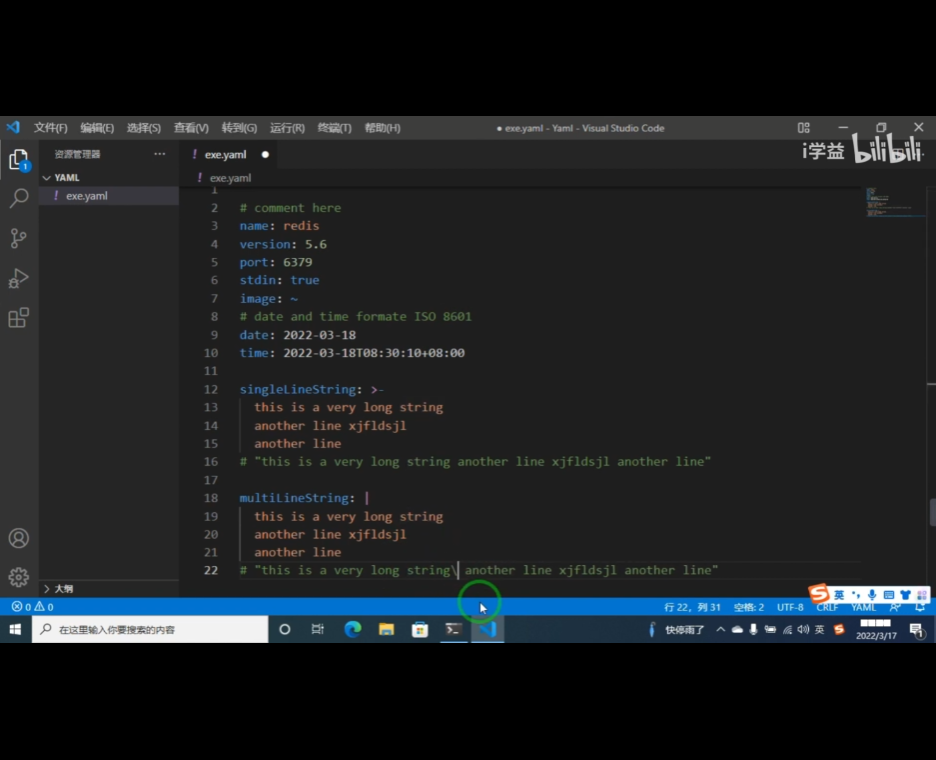 文件(F) 编辑(E) 选择(S) 查看(V) 转到(G) 运行(R) 终端(T) 帮助(H) ● exe.yaml - Yaml - Visual Studio Code
i学益 bilibili
资源管理器 ··· ! exe.yaml ●
YAML ! exe.yaml
! exe.yaml
1
2 # comment here
3 name: redis
4 version: 5.6
5 port: 6379
6 stdin: true
7 image: ~
8 # date and time formate ISO 8601
9 date: 2022-03-18
10 time: 2022-03-18T08:30:10+08:00
11
12 singleLineString: >-
13 this is a very long string
14 another line xjfldsjl
15 another line
16 # "this is a very long string another line xjfldsjl another line"
17
18 multiLineString: |
19 this is a very long string
20 another line xjfldsjl
21 another line
22 # "this is a very long string\ another line xjfldsjl another line"
大纲
英
0 0 行 22，列 31 空格: 2 UTF-8 CRLF YAML
在这里输入你要搜索的内容 快停雨了 英 2022/3/17 1